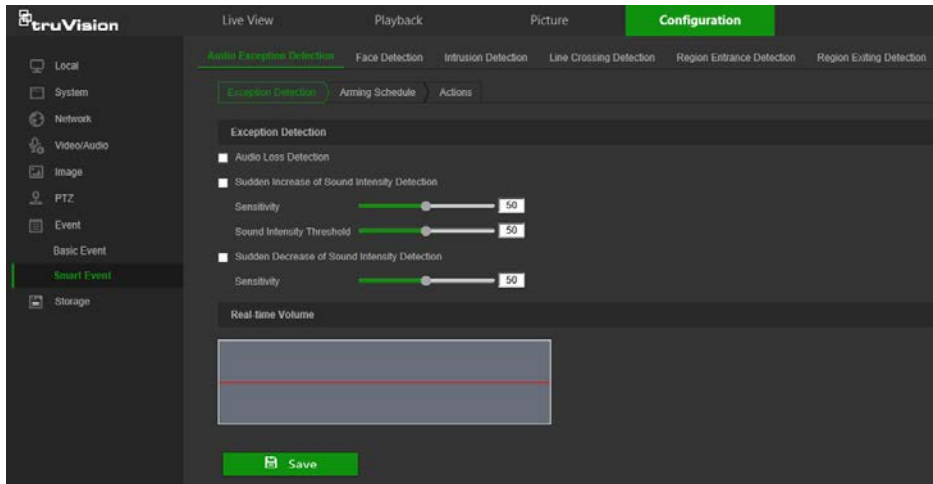 truVision
Live View
Playback
Picture
Configuration
Local
System
Network
Video/Audio
Image
PTZ
Event
Basic Event
Smart Event
Storage
Audio Exception Detection
Face Detection
Intrusion Detection
Line Crossing Detection
Region Entrance Detection
Region Exiting Detection
Exception Detection
Arming Schedule
Actions
Exception Detection
Audio Loss Detection
Sudden Increase of Sound Intensity Detection
Sensitivity 50
Sound Intensity Threshold 50
Sudden Decrease of Sound Intensity Detection
Sensitivity 50
Real-time Volume
Save